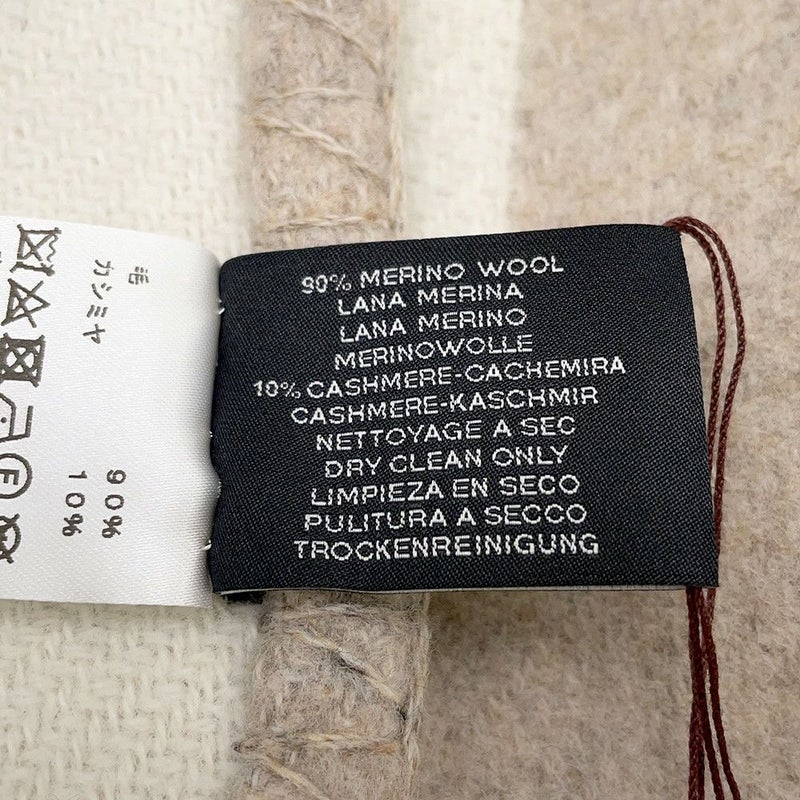 90% MERINO WOOL
LANA MERINA
LANA MERINO
MERINOWOLLE
10% CASHMERE-CACHEMIRA
CASHMERE-KASCHMIR
NETTOYAGE A SEC
DRY CLEAN ONLY
LIMPIEZA EN SECO
PULITURA A SECCO
TROCKENREINIGUNG
毛 90%
カシミヤ 10%
F